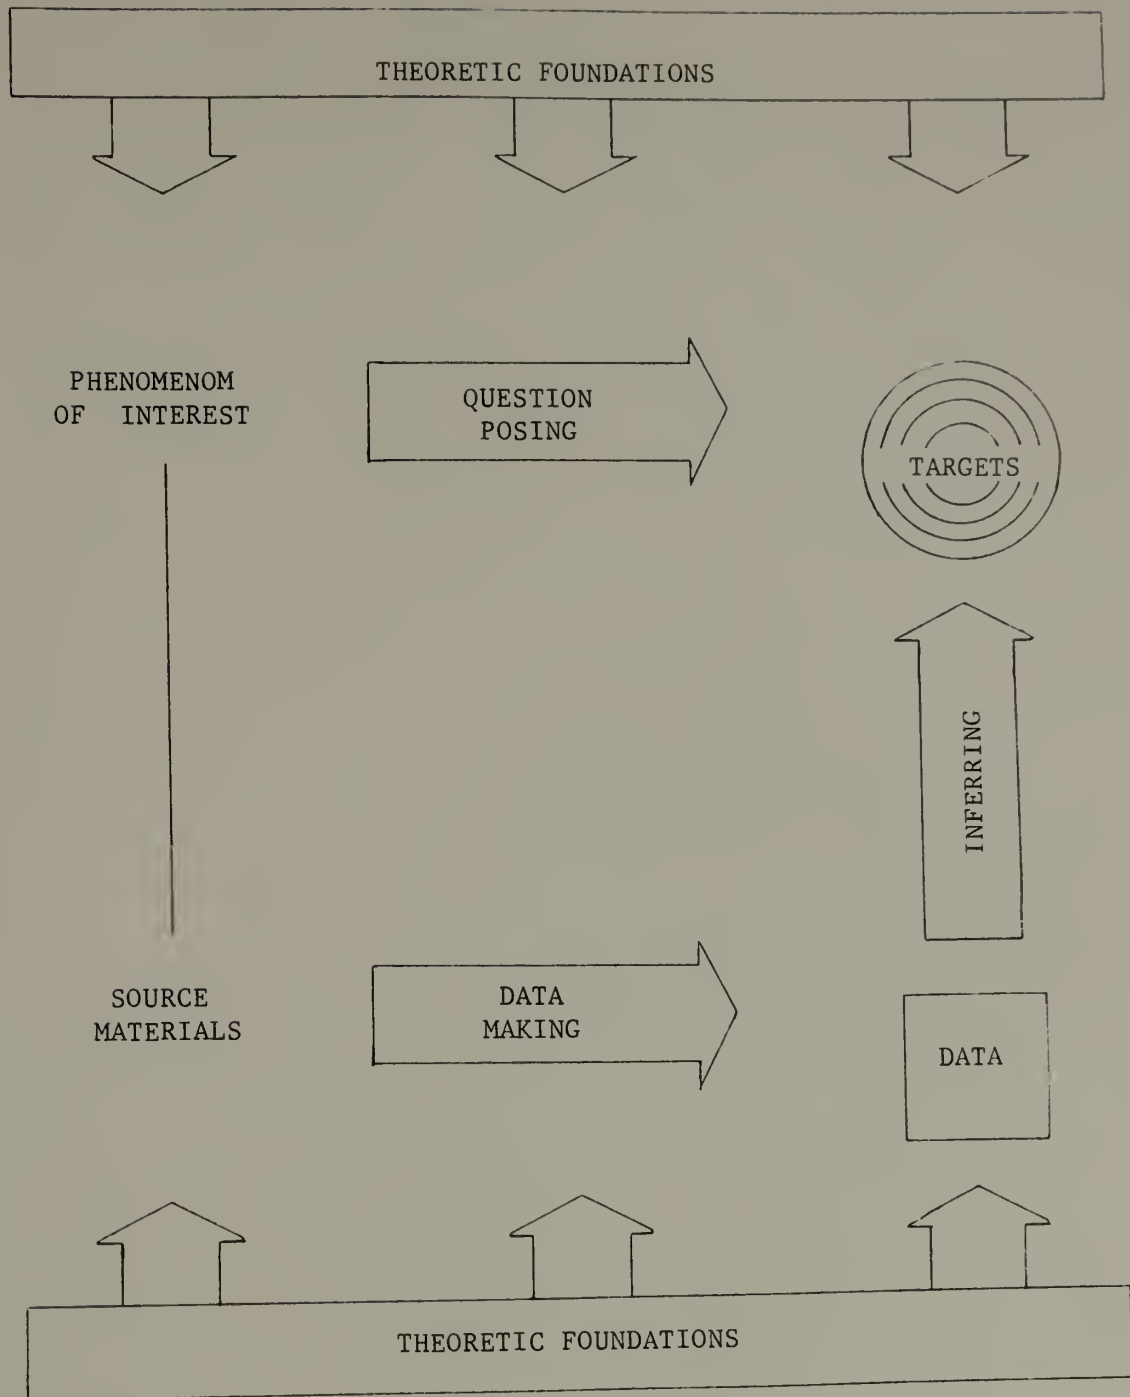 THEORETIC FOUNDATIONS
PHENOMENOM
OF INTEREST
QUESTION
POSING
TARGETS
INFERRING
SOURCE
MATERIALS
DATA
MAKING
DATA
THEORETIC FOUNDATIONS